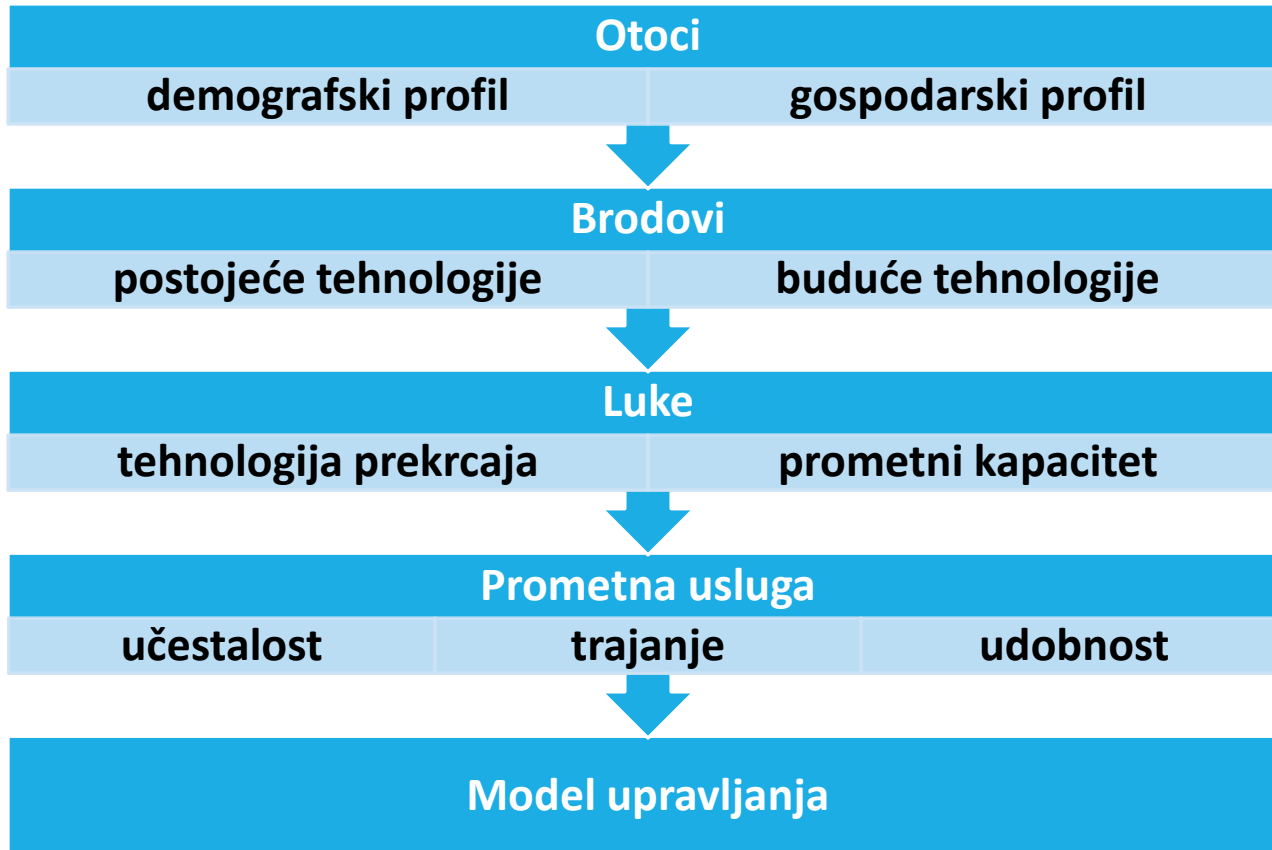 Otoci
demografski profil gospodarski profil
Brodovi
postojeće tehnologije buduće tehnologije
Luke
tehnologija prekrcaja prometni kapacitet
Prometna usluga
učestalost trajanje udobnost
Model upravljanja